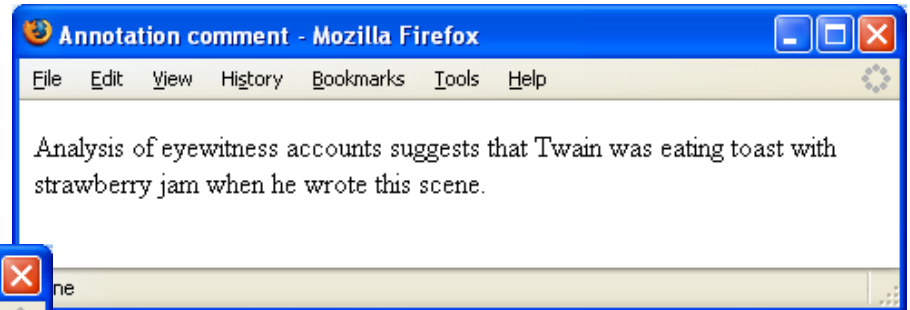 Annotation comment - Mozilla Firefox
File Edit View History Bookmarks Tools Help
Analysis of eyewitness accounts suggests that Twain was eating toast with
strawberry jam when he wrote this scene.
ne